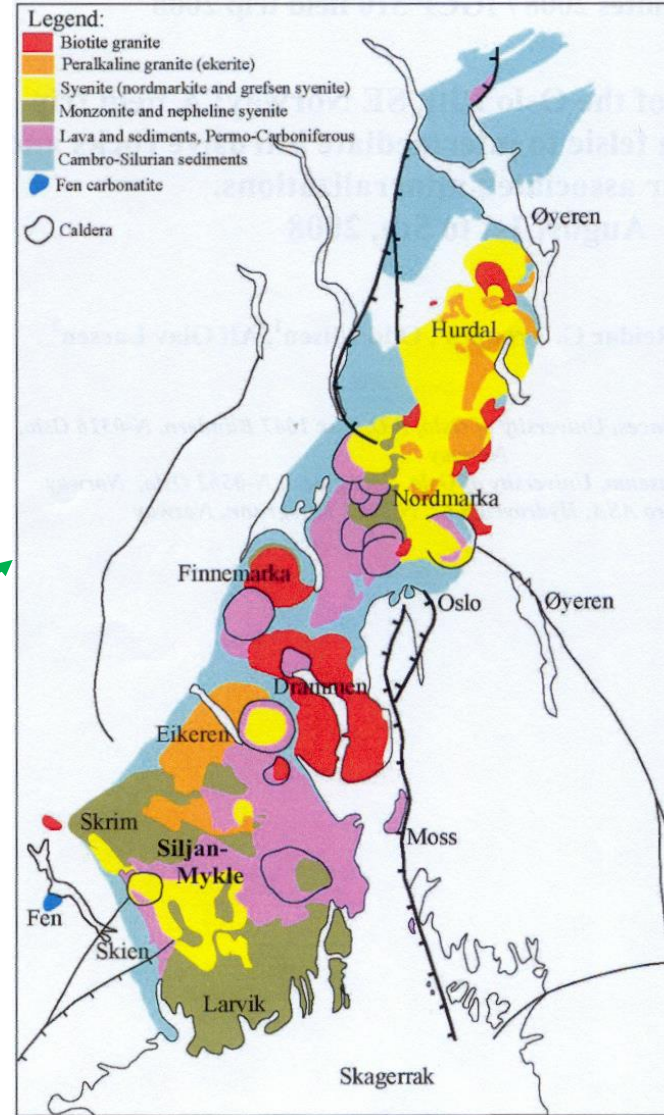 Legend:
Biotite granite
Peralkaline granite (ekerite)
Syenite (nordmarkite and grefsen syenite)
Monzonite and nepheline syenite
Lava and sediments, Permo-Carboniferous
Cambro-Silurian sediments
Fen carbonatite
Caldera
Øyeren
Hurdal
Nordmarka
Finnemarka
Oslo
Øyeren
Drammen
Eikeren
Skrim
Siljan-
Mykle
Moss
Fen
Skien
Larvik
Skagerrak